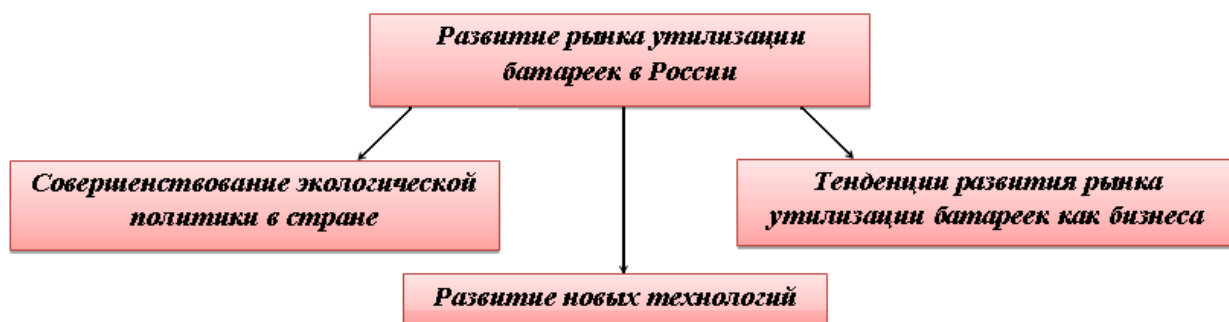 Развитие рынка утилизации
батареек в России
Совершенствование экологической
политики в стране
Тенденции развития рынка
утилизации батареек как бизнеса
Развитие новых технологий